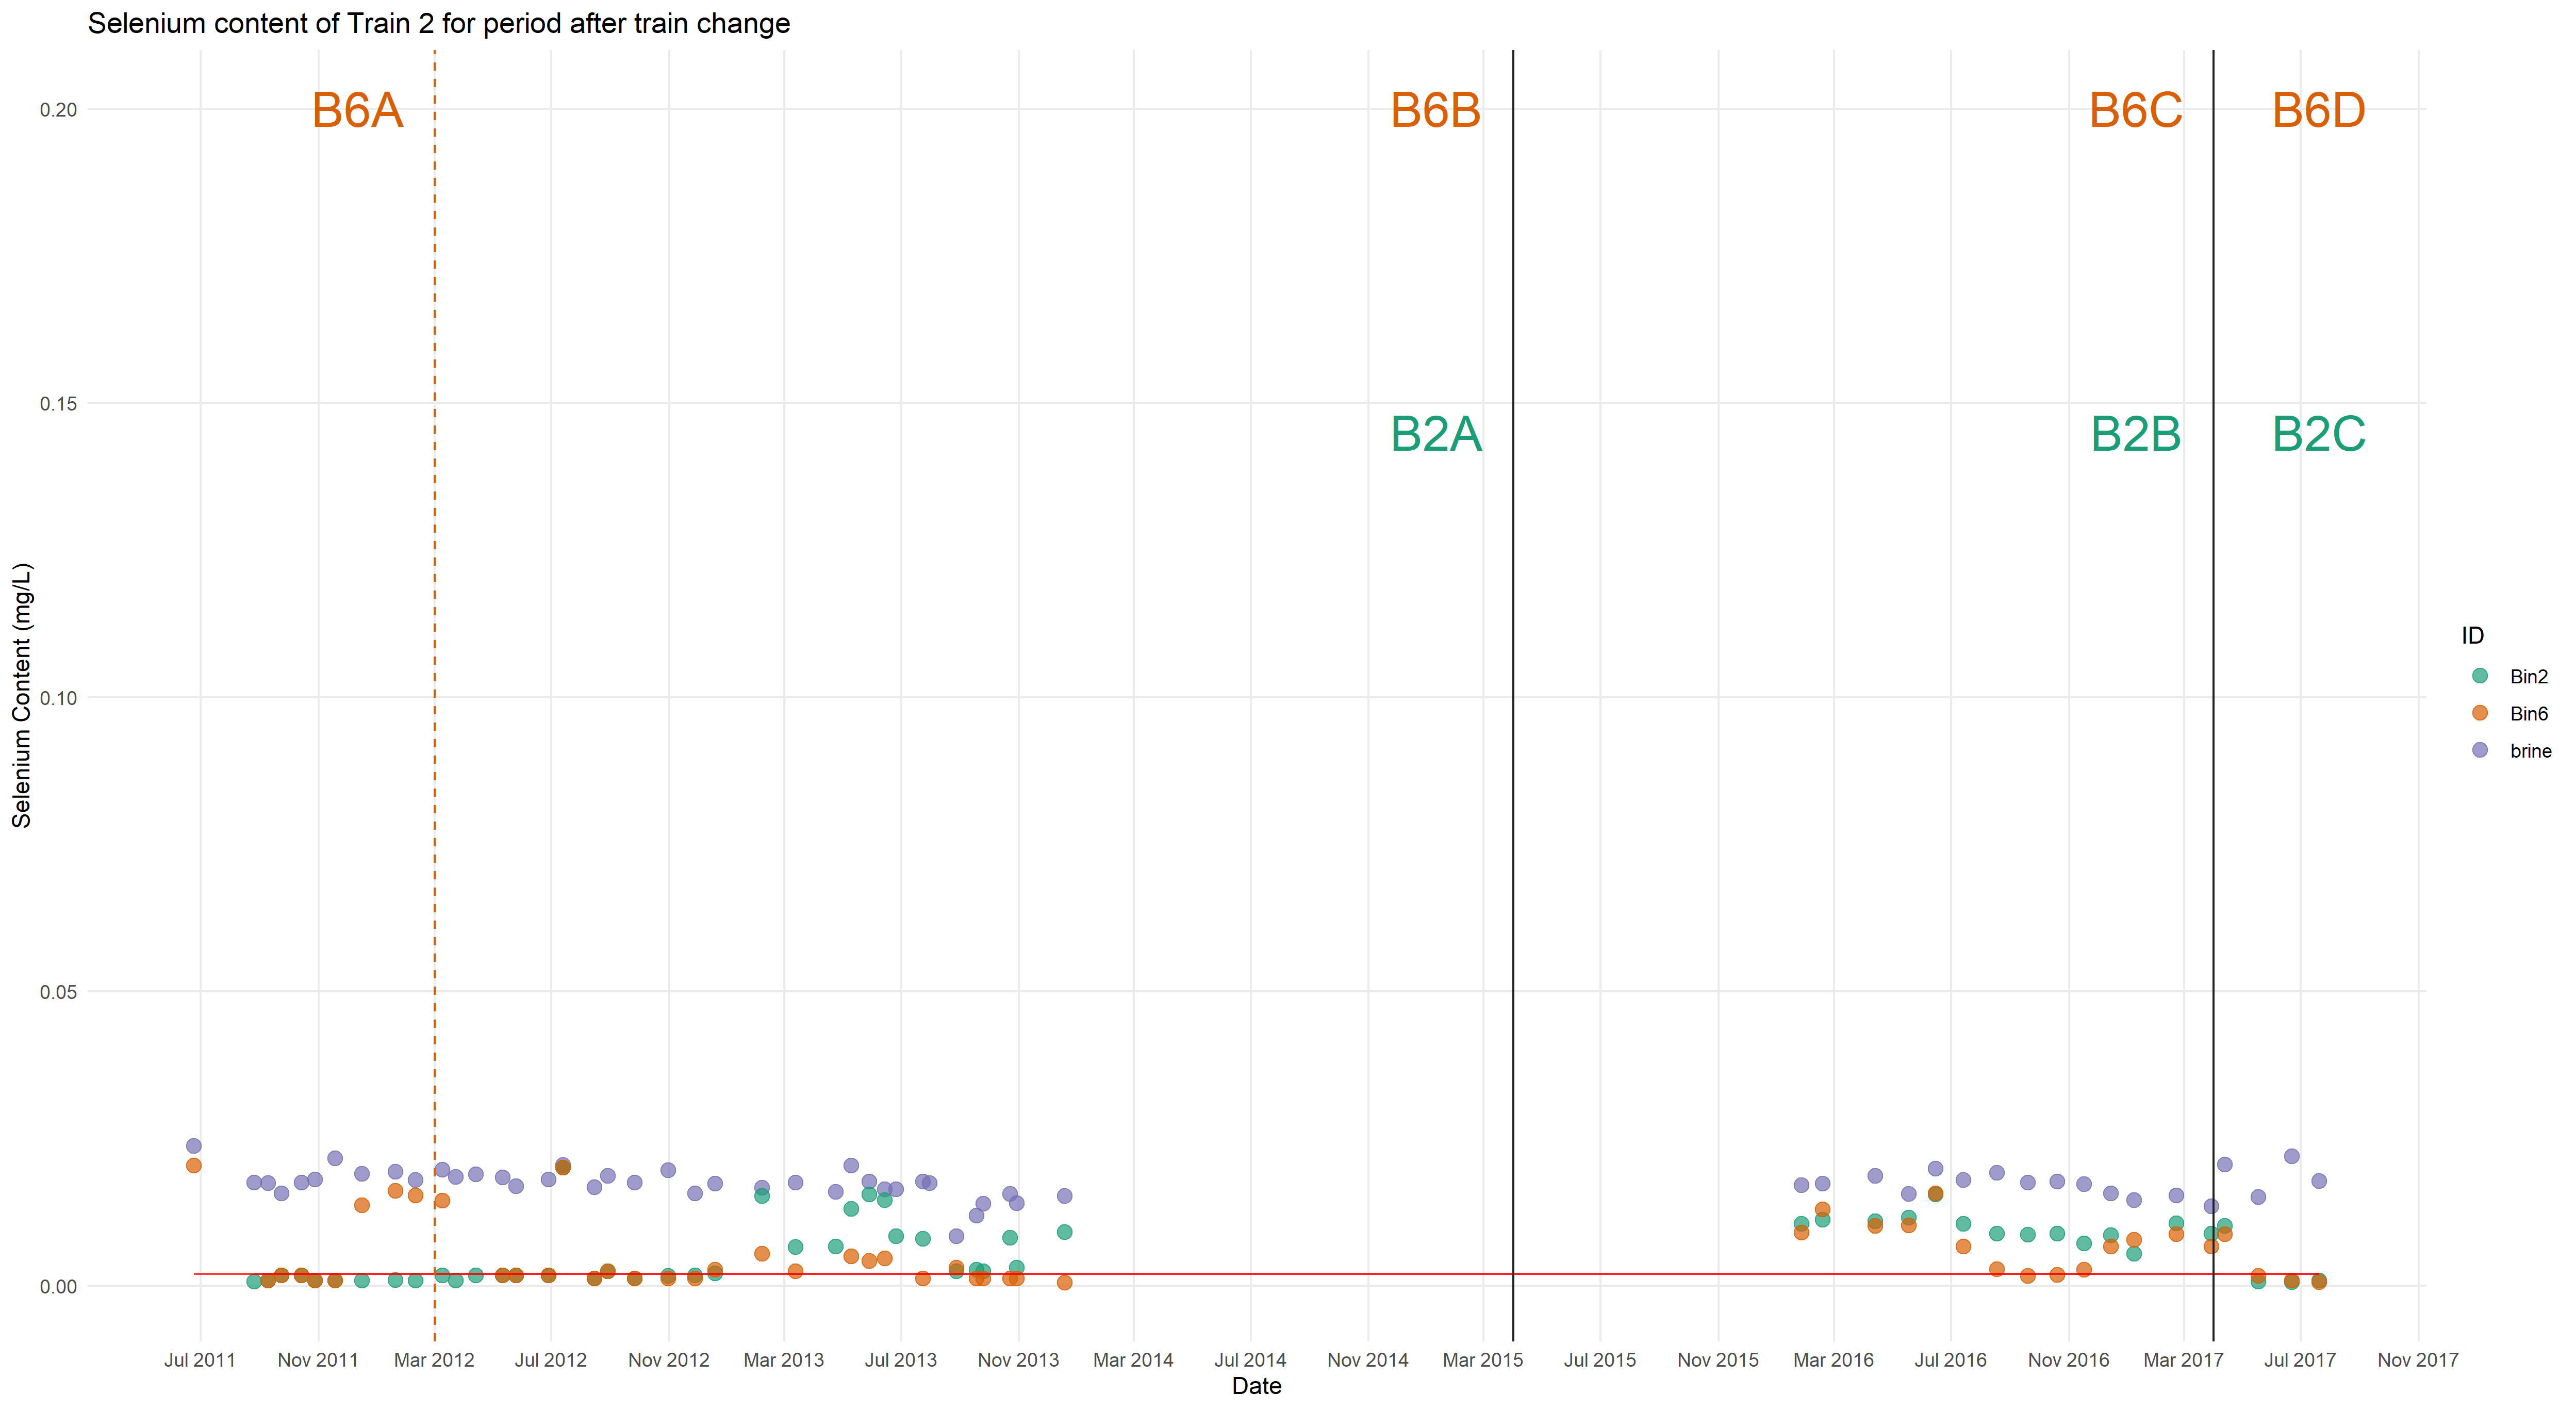 Selenium content of Train 2 for period after train change
B6A
B6B
B6C
B6D
B2A
B2B
B2C
0.20
0.15
0.10
0.05
0.00
Selenium Content (mg/L)
Jul 2011
Nov 2011
Mar 2012
Jul 2012
Nov 2012
Mar 2013
Jul 2013
Nov 2013
Mar 2014
Jul 2014
Nov 2014
Mar 2015
Jul 2015
Nov 2015
Mar 2016
Jul 2016
Nov 2016
Mar 2017
Jul 2017
Nov 2017
Date
ID
Bin2
Bin6
brine